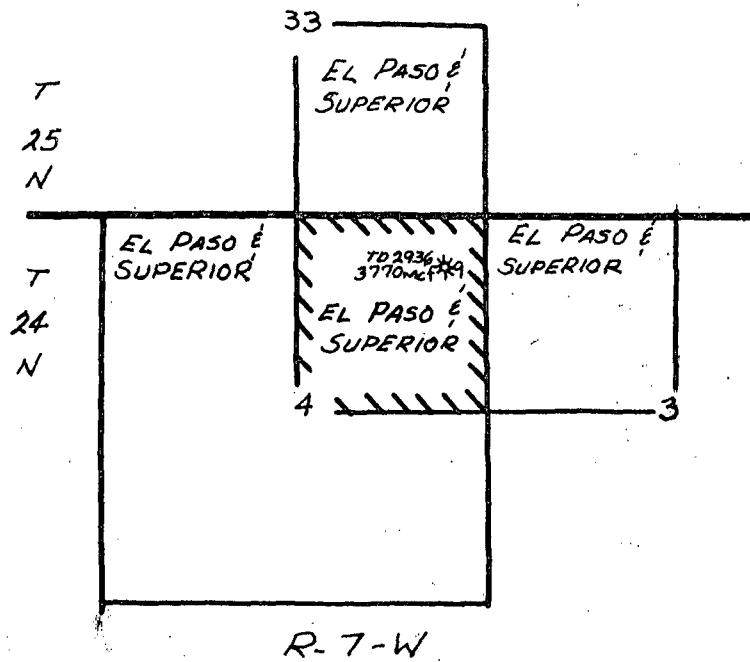 33
EL PASO &
SUPERIOR
T
25
N
EL PASO &
SUPERIOR
TD 2936
3770 mcf 9
EL PASO &
SUPERIOR
EL PASO &
SUPERIOR
T
24
N
4
3
R-7-W